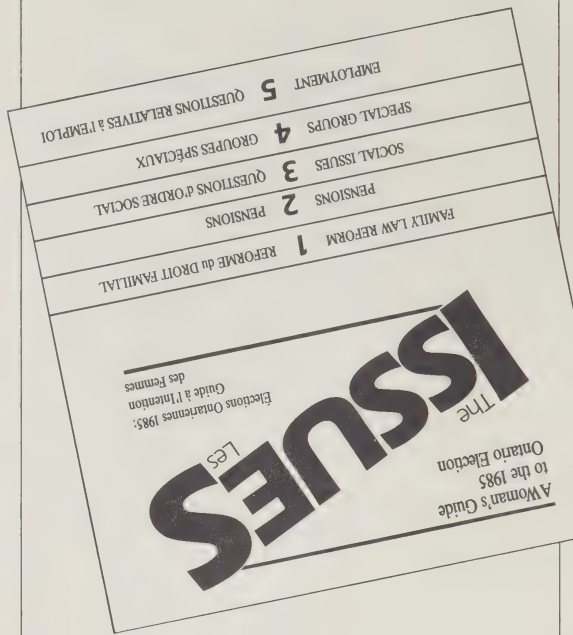 A Woman's Guide
to the 1985
Ontario Election
The Les
ISSUES
Élections Ontariennes 1985:
Guide à l'Intention
des Femmes
FAMILY LAW REFORM 1 REFORME du DROIT FAMILIAL
PENSIONS 2 PENSIONS
SOCIAL ISSUES 3 QUESTIONS d'ORDRE SOCIAL
SPECIAL GROUPS 4 GROUPES SPÉCIAUX
EMPLOYMENT 5 QUESTIONS RELATIVES à l'EMPLOI